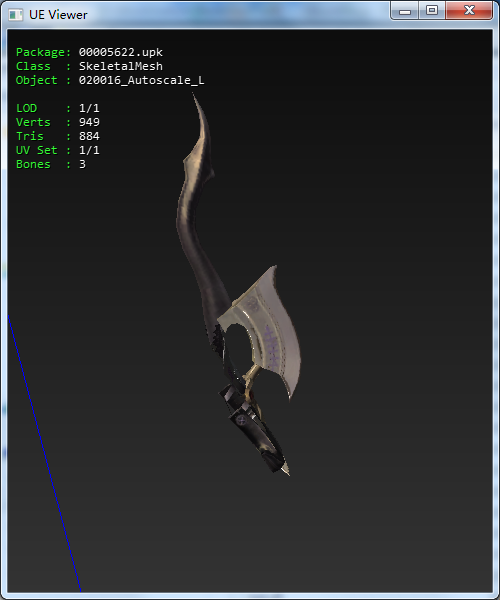 UE Viewer
Package: 00005622.upk
Class : SkeletalMesh
Object : 020016_Autoscale_L
LOD : 1/1
Verts : 949
Tris : 884
UV Set : 1/1
Bones : 3